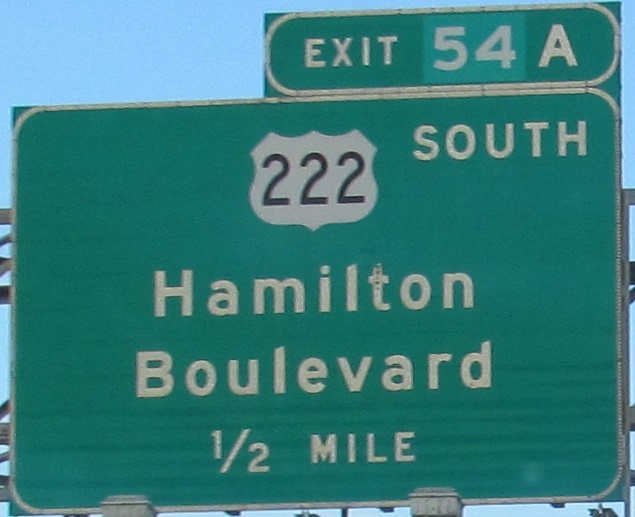 EXIT 54 A
SOUTH
222
Hamilton
Boulevard
1/2 MILE